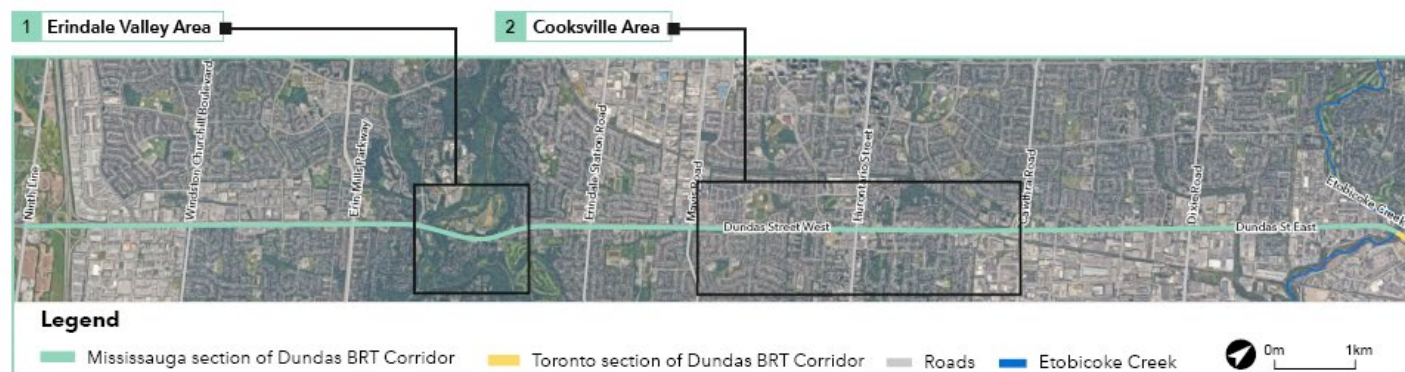 1 Erindale Valley Area
2 Cooksville Area
Ninth Line
Winston Churchill Boulevard
Erin Mills Parkway
Erindale Station Road
Mavis Road
Hurontario Street
Cawthra Road
Dixie Road
Etobicoke Creek
Dundas Street West
Dundas St East
Legend
Mississauga section of Dundas BRT Corridor
Toronto section of Dundas BRT Corridor
Roads
Etobicoke Creek
0m
1km